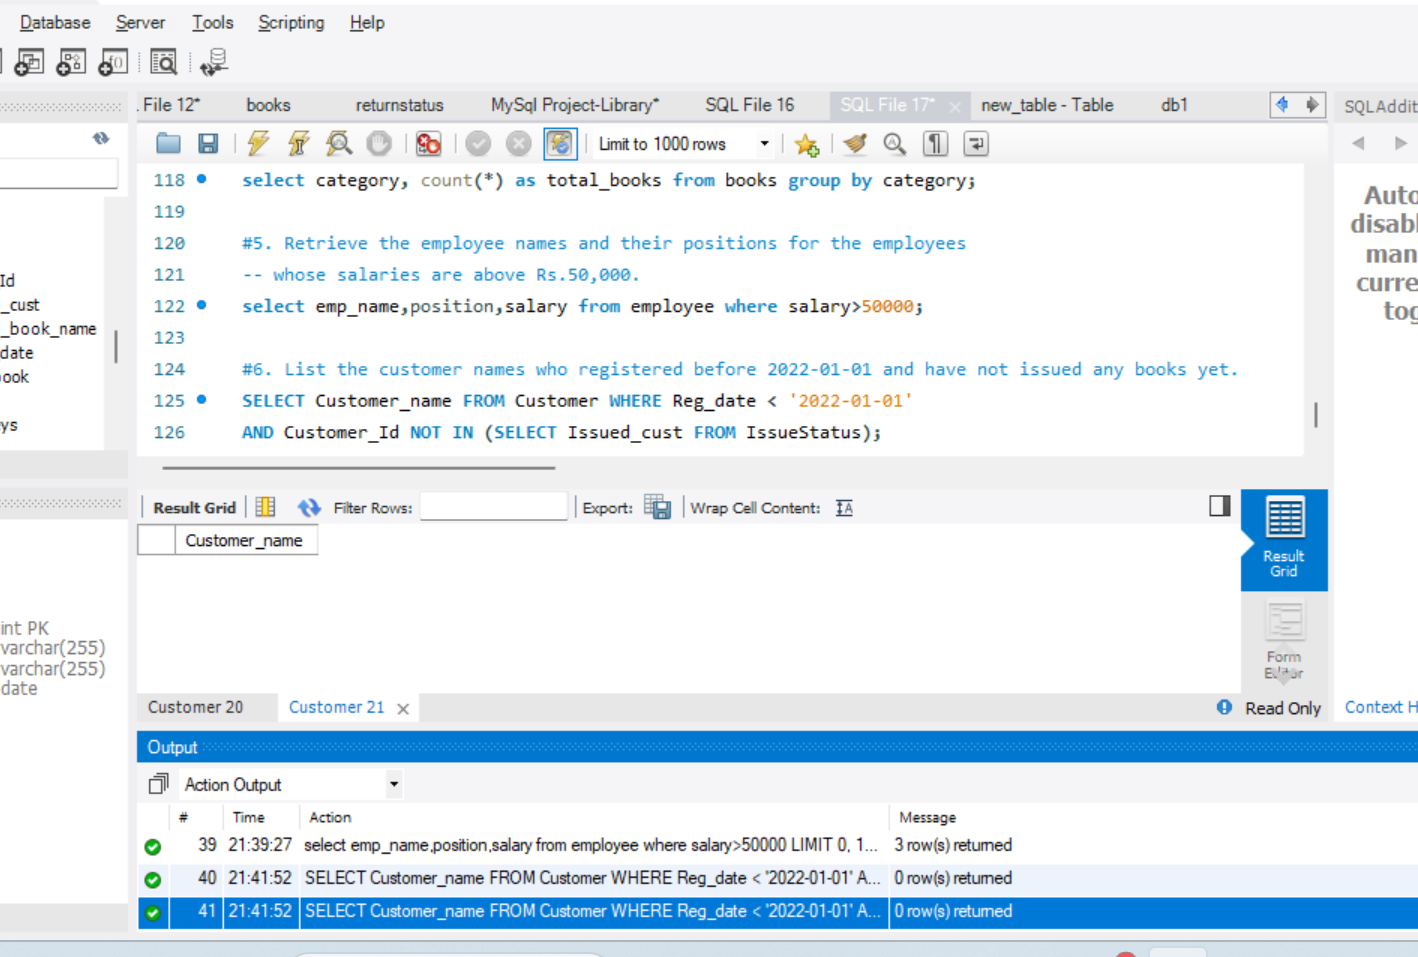 Database Server Tools Scripting Help
File 12* books returnstatus MySql Project-Library* SQL File 16 SQL File 17* new_table - Table db1
SQLAddit
Limit to 1000 rows
118 select category, count(*) as total_books from books group by category;
119
120 #5. Retrieve the employee names and their positions for the employees
121 -- whose salaries are above Rs.50,000.
122 select emp_name,position,salary from employee where salary>50000;
123
124 #6. List the customer names who registered before 2022-01-01 and have not issued any books yet.
125 SELECT Customer_name FROM Customer WHERE Reg_date < '2022-01-01'
126 AND Customer_Id NOT IN (SELECT Issued_cust FROM IssueStatus);
Id
_cust
_book_name
date
ook
ys
Auto
disabl
man
curre
tog
Result Grid Filter Rows: Export: Wrap Cell Content:
Customer_name
Result
Grid
Form
Editor
int PK
varchar(255)
varchar(255)
date
Customer 20 Customer 21 Read Only Context H
Output
Action Output
# Time Action Message
39 21:39:27 select emp_name,position,salary from employee where salary>50000 LIMIT 0, 1... 3 row(s) returned
40 21:41:52 SELECT Customer_name FROM Customer WHERE Reg_date < '2022-01-01' A... 0 row(s) returned
41 21:41:52 SELECT Customer_name FROM Customer WHERE Reg_date < '2022-01-01' A... 0 row(s) returned